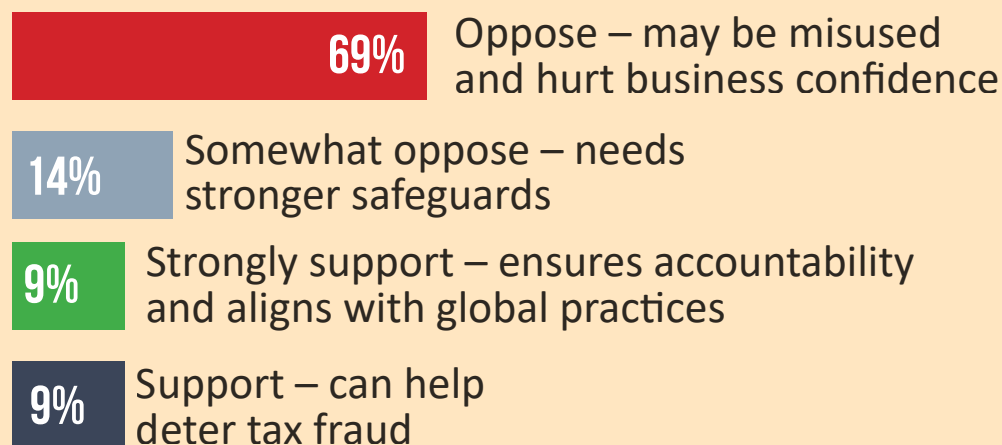 69%
Oppose – may be misused
and hurt business confidence
14%
Somewhat oppose – needs
stronger safeguards
9%
Strongly support – ensures accountability
and aligns with global practices
9%
Support – can help
deter tax fraud